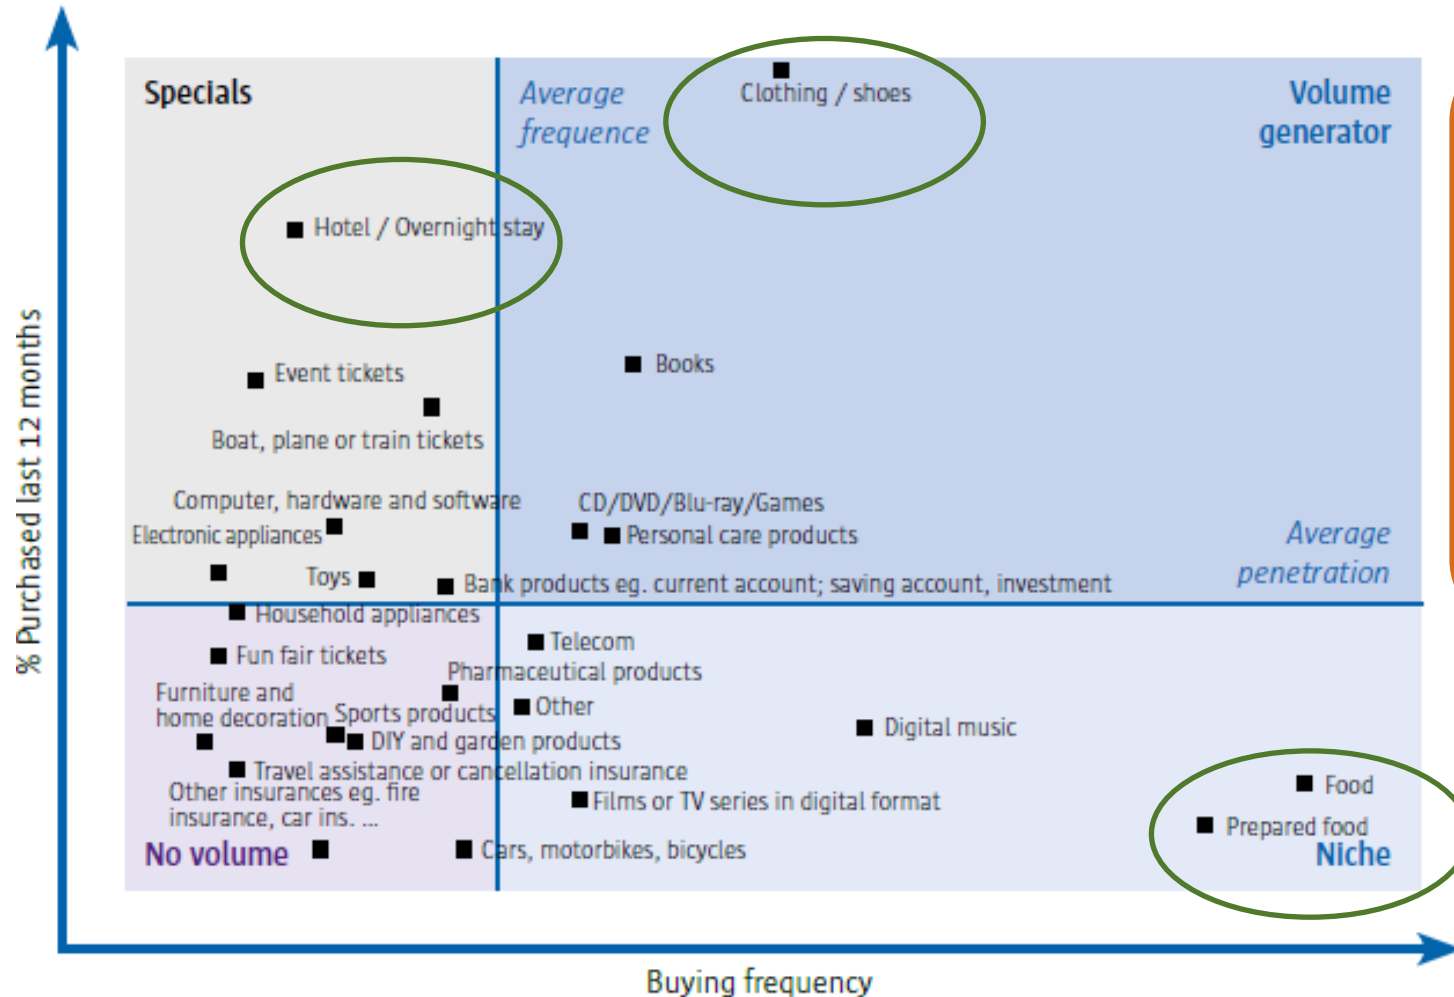 Specials
Average
frequence
Clothing / shoes
Volume
generator
Hotel / Overnight stay
Event tickets
Books
Boat, plane or train tickets
Computer, hardware and software
CD/DVD/Blu-ray/Games
Electronic appliances
Personal care products
Average
penetration
Toys
Bank products eg. current account; saving account, investment
Household appliances
Telecom
Fun fair tickets
Pharmaceutical products
Furniture and
home decoration
Sports products
Other
Digital music
DIY and garden products
Travel assistance or cancellation insurance
Other insurances eg. fire
insurance, car ins. ...
Films or TV series in digital format
Food
Prepared food
No volume
Cars, motorbikes, bicycles
Niche
% Purchased last 12 months
Buying frequency